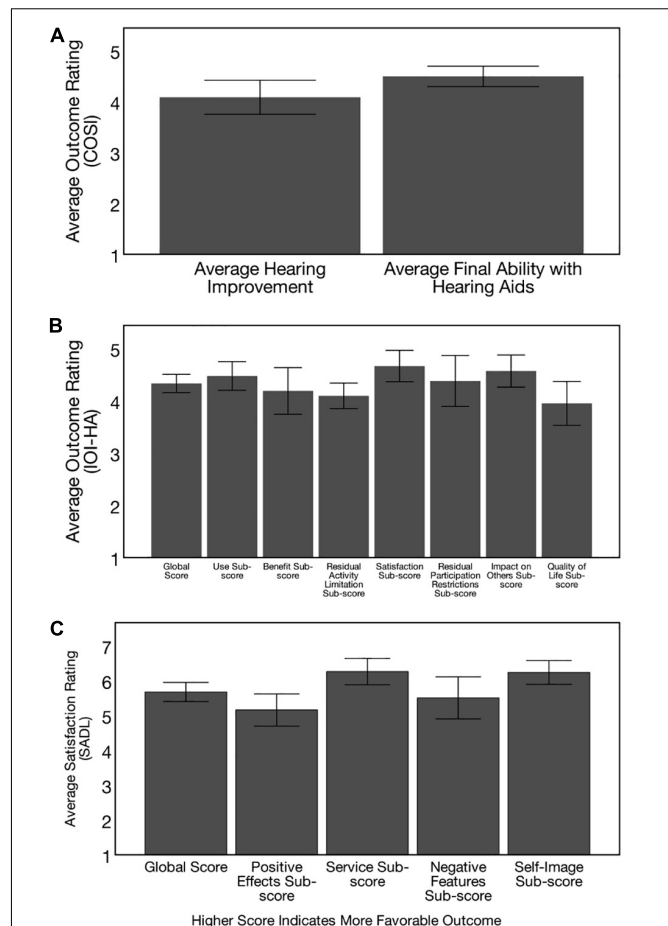 A
Average Outcome Rating
(COSI)
5
4
3
2
1
Average Hearing
Improvement
Average Final Ability with
Hearing Aids
B
Average Outcome Rating
(IOI-HA)
5
4
3
2
1
Global
Score
Use Sub-
score
Benefit Sub-
score
Residual
Activity
Limitation
Sub-score
Satisfaction
Sub-score
Residual
Participation
Restrictions
Sub-score
Impact on
Others Sub-
score
Quality of
Life Sub-
score
C
Average Satisfaction Rating
(SADL)
7
6
5
4
3
2
1
Global Score
Positive
Effects Sub-
score
Service Sub-
score
Negative
Features
Sub-score
Self-Image
Sub-score
Higher Score Indicates More Favorable Outcome